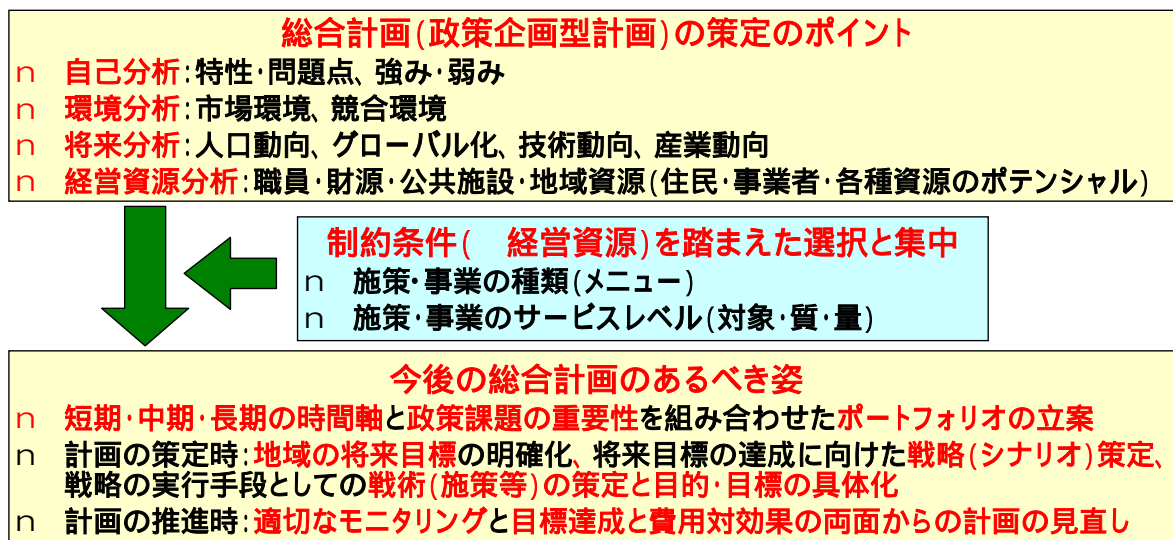 総合計画(政策企画型計画)の策定のポイント
n 自己分析:特性・問題点、強み・弱み
n 環境分析:市場環境、競合環境
n 将来分析:人口動向、グローバル化、技術動向、産業動向
n 経営資源分析:職員・財源・公共施設・地域資源(住民・事業者・各種資源のポテンシャル)
制約条件( 経営資源)を踏まえた選択と集中
n 施策・事業の種類(メニュー)
n 施策・事業のサービスレベル(対象・質・量)
今後の総合計画のあるべき姿
n 短期・中期・長期の時間軸と政策課題の重要性を組み合わせたポートフォリオの立案
n 計画の策定時:地域の将来目標の明確化、将来目標の達成に向けた戦略(シナリオ)策定、
戦略の実行手段としての戦術(施策等)の策定と目的・目標の具体化
n 計画の推進時:適切なモニタリングと目標達成と費用対効果の両面からの計画の見直し